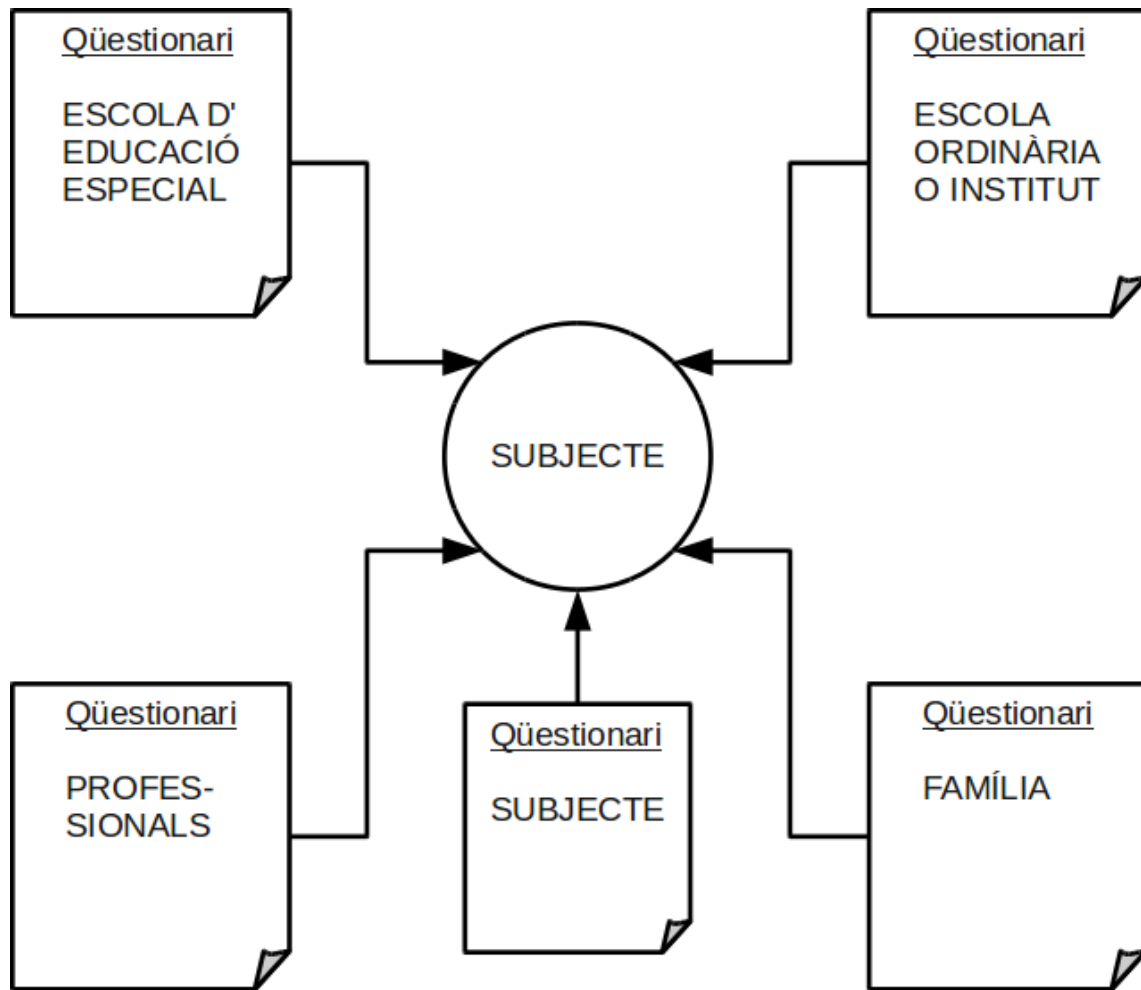 Qüestionari
ESCOLA D'
EDUCACIÓ
ESPECIAL
Qüestionari
ESCOLA
ORDINÀRIA
O INSTITUT
SUBJECTE
Qüestionari
PROFES-
SIONALS
Qüestionari
SUBJECTE
Qüestionari
FAMÍLIA